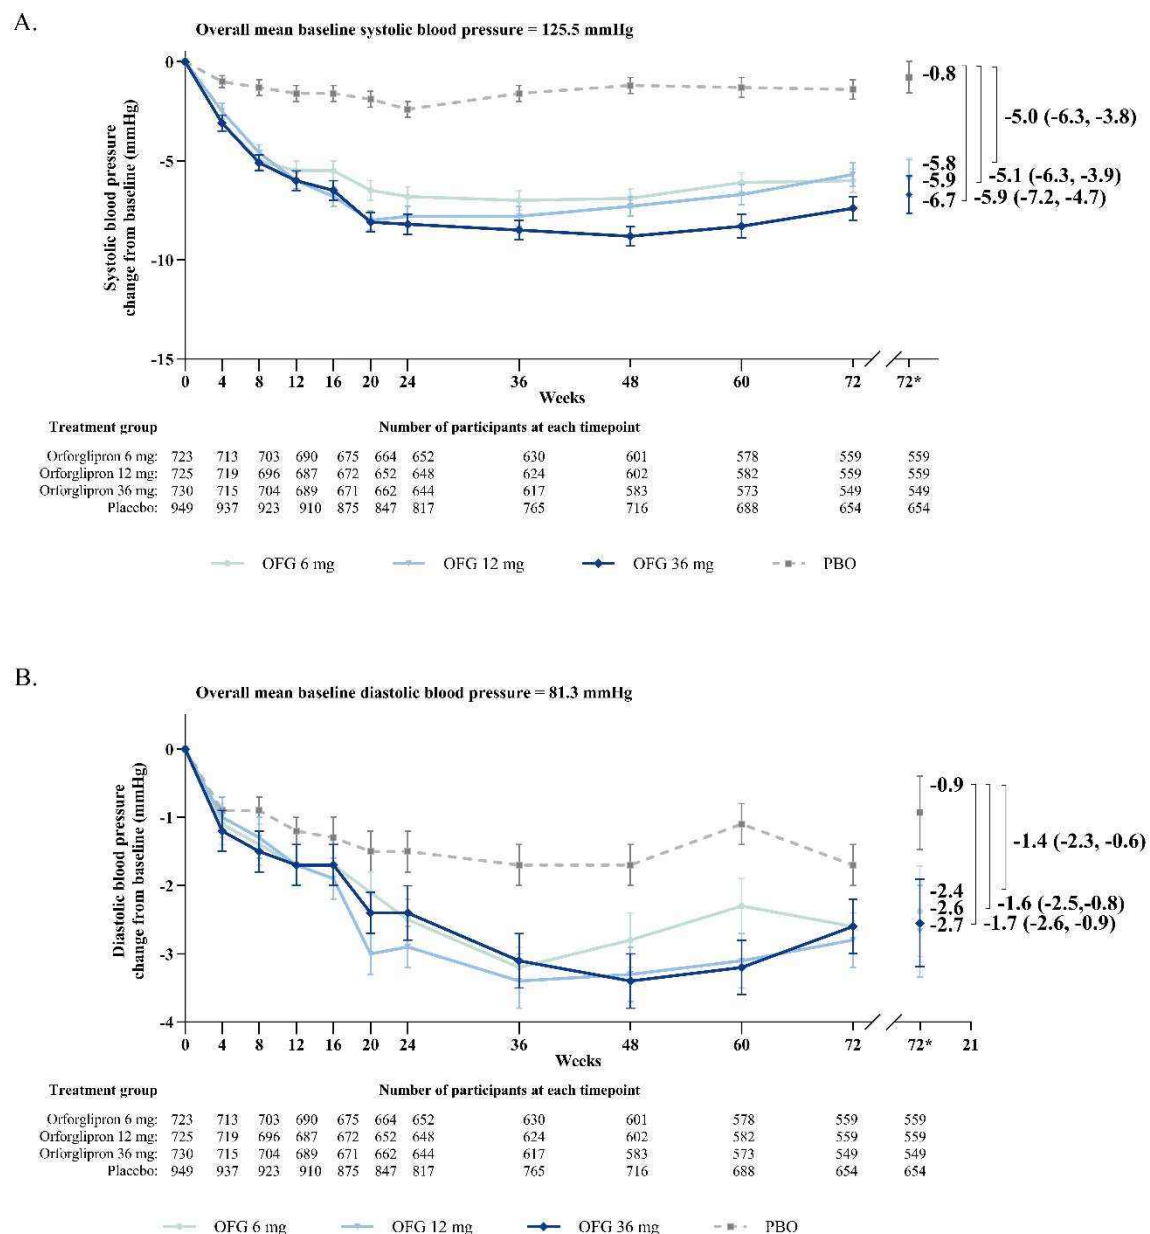 A.
Overall mean baseline systolic blood pressure = 125.5 mmHg
Systolic blood pressure
change from baseline (mmHg)
0
-5
-10
-15
-0.8
-5.0 (-6.3, -3.8)
-5.8
-5.9
-5.1 (-6.3, -3.9)
-6.7
-5.9 (-7.2, -4.7)
0 4 8 12 16 20 24 36 48 60 72 72*
Weeks
Treatment group Number of participants at each timepoint
Orforglipron 6 mg: 723 713 703 690 675 664 652 630 601 578 559 559
Orforglipron 12 mg: 725 719 696 687 672 652 648 624 602 582 559 559
Orforglipron 36 mg: 730 715 704 689 671 662 644 617 583 573 549 549
Placebo: 949 937 923 910 875 847 817 765 716 688 654 654
OFG 6 mg OFG 12 mg OFG 36 mg PBO
B.
Overall mean baseline diastolic blood pressure = 81.3 mmHg
Diastolic blood pressure
change from baseline (mmHg)
0
-1
-2
-3
-4
-0.9
-1.4 (-2.3, -0.6)
-2.4
-2.6
-1.6 (-2.5,-0.8)
-2.7
-1.7 (-2.6, -0.9)
0 4 8 12 16 20 24 36 48 60 72 72* 21
Weeks
Treatment group Number of participants at each timepoint
Orforglipron 6 mg: 723 713 703 690 675 664 652 630 601 578 559 559
Orforglipron 12 mg: 725 719 696 687 672 652 648 624 602 582 559 559
Orforglipron 36 mg: 730 715 704 689 671 662 644 617 583 573 549 549
Placebo: 949 937 923 910 875 847 817 765 716 688 654 654
OFG 6 mg OFG 12 mg OFG 36 mg PBO